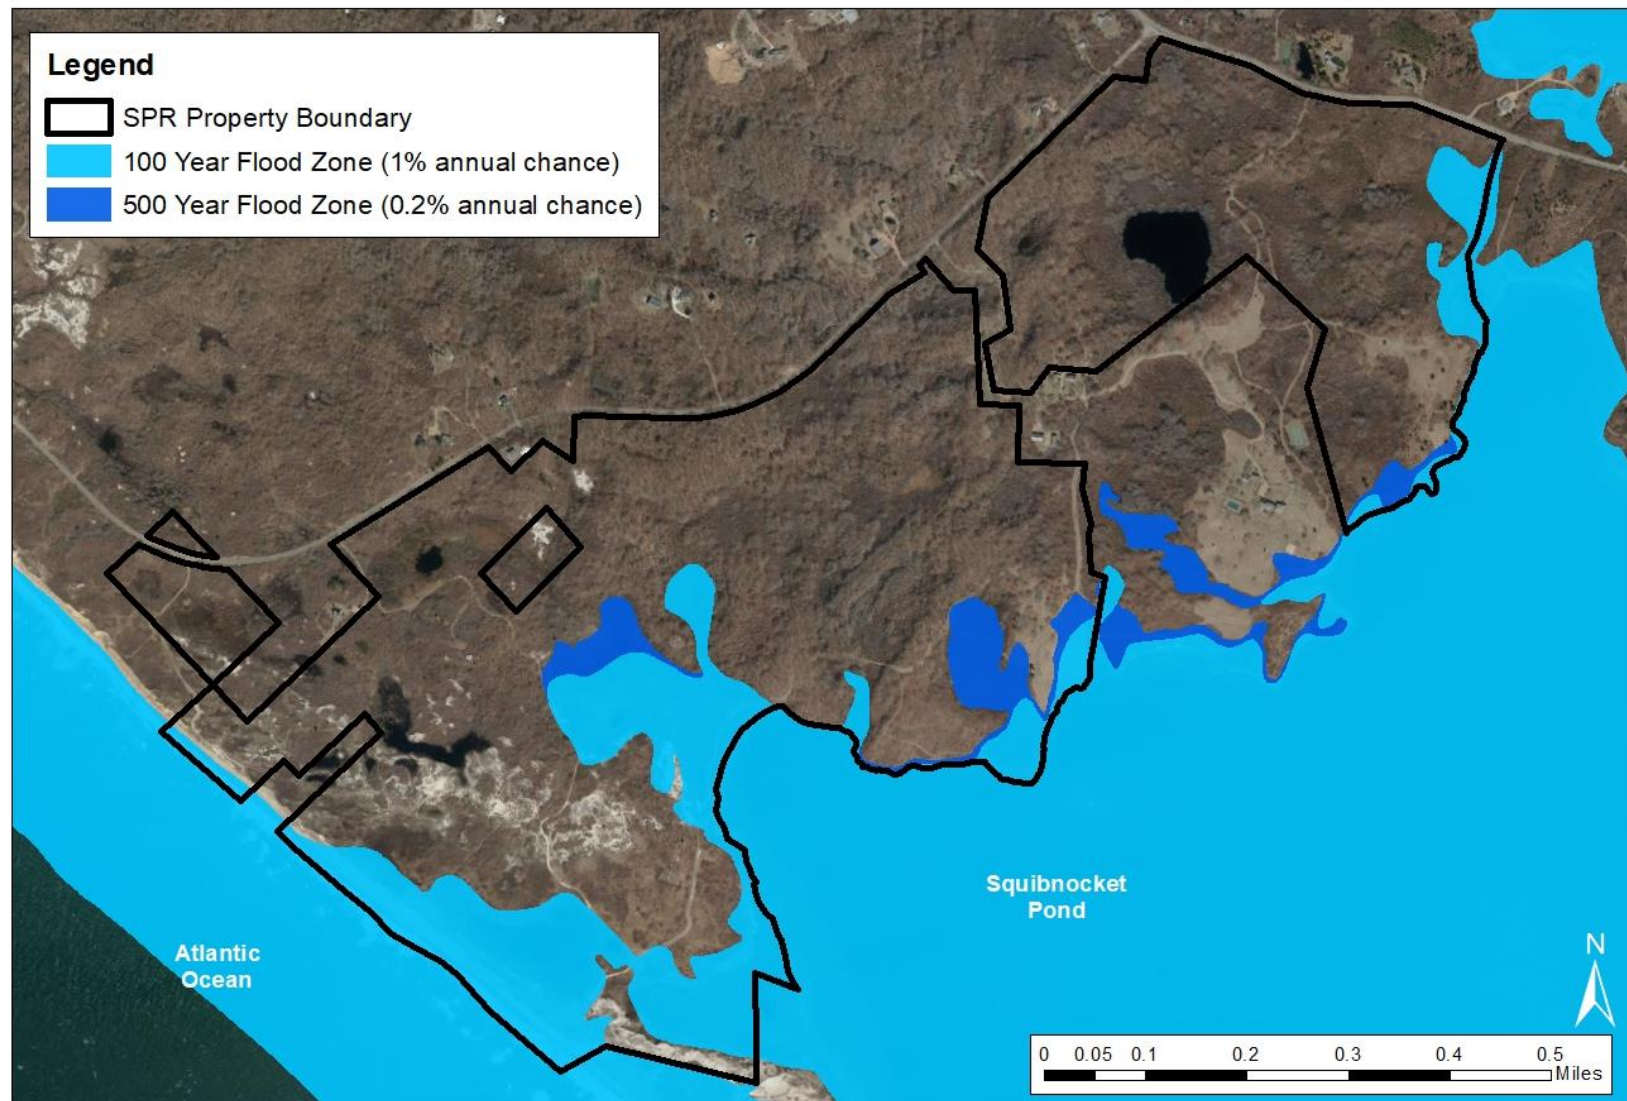 Legend
SPR Property Boundary
100 Year Flood Zone (1% annual chance)
500 Year Flood Zone (0.2% annual chance)
Squibnocket
Pond
Atlantic
Ocean
N
0 0.05 0.1 0.2 0.3 0.4 0.5
Miles